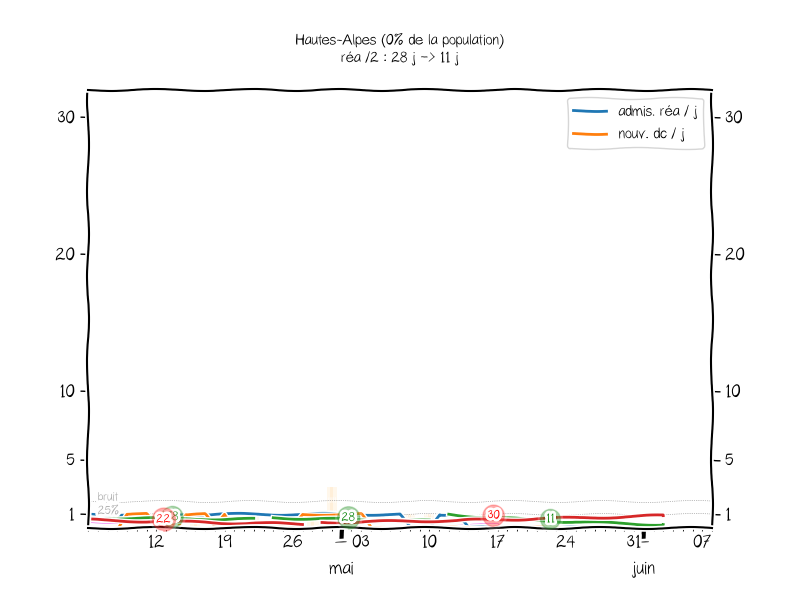 Hautes-Alpes (0% de la population)
réa /2 : 28 j -> 11 j
admis. réa / j
nouv. dc / j
30 30
20 20
10 10
5 5
bruit
25%
1 1
22 28 30 11
12 19 26 03 10 17 24 31 07
mai juin